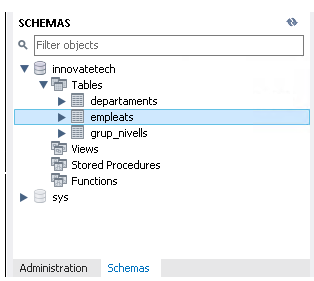 SCHEMAS
Filter objects
innovatetech
Tables
departaments
empleats
grup_nivells
Views
Stored Procedures
Functions
sys
Administration Schemas